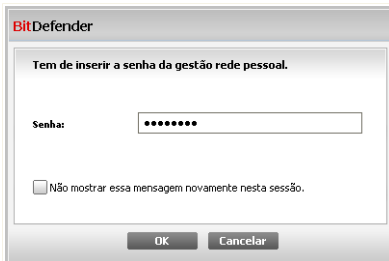 BitDefender
Tem de inserir a senha da gestão rede pessoal.
Senha: ●●●●●●●●
Não mostrar essa mensagem novamente nesta sessão.
OK Cancelar